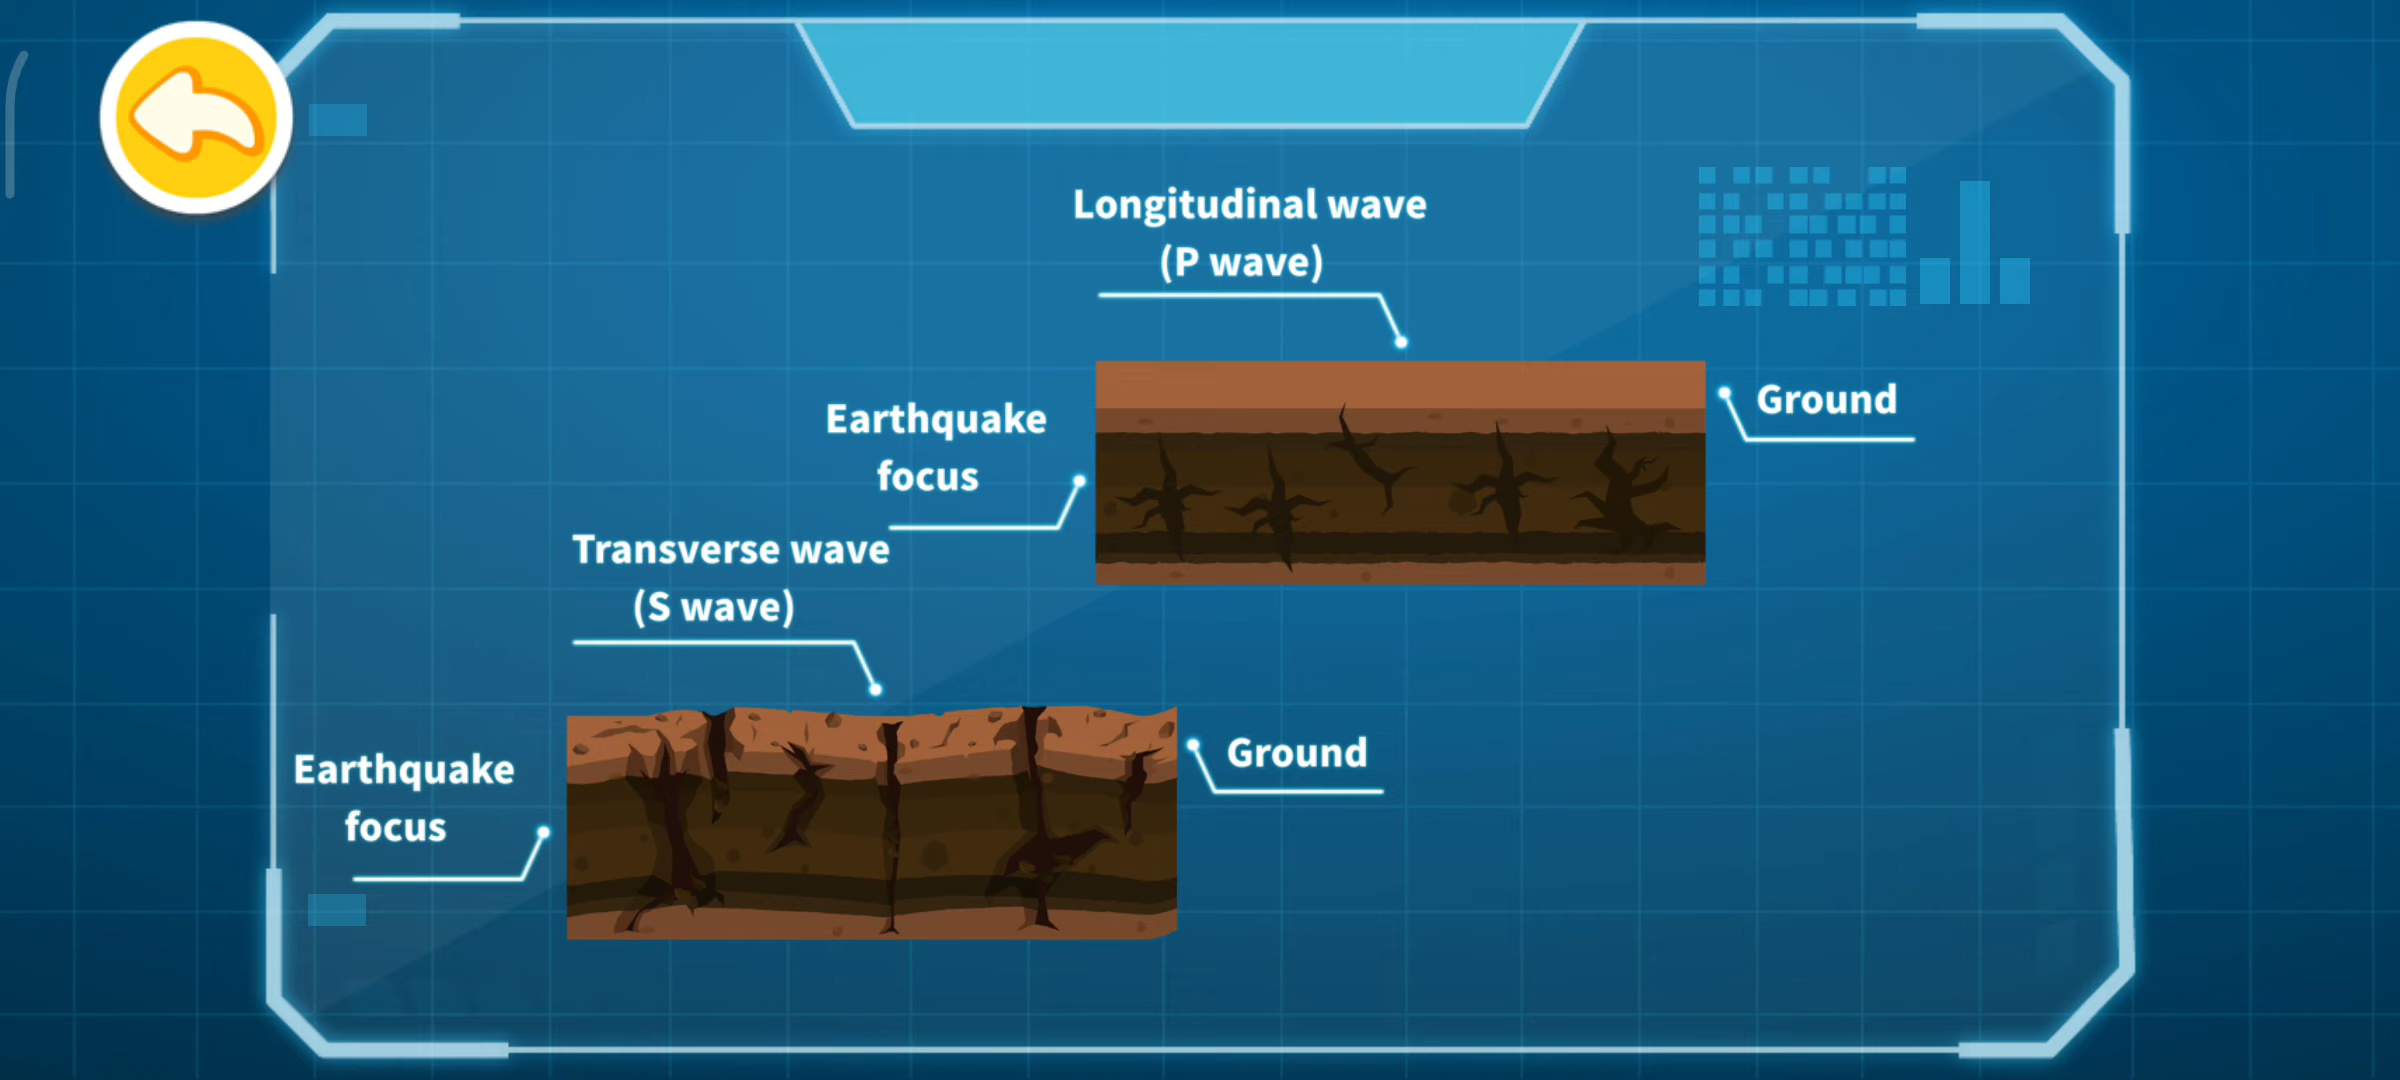 Longitudinal wave
(P wave)
Earthquake
focus
Ground
Transverse wave
(S wave)
Earthquake
focus
Ground